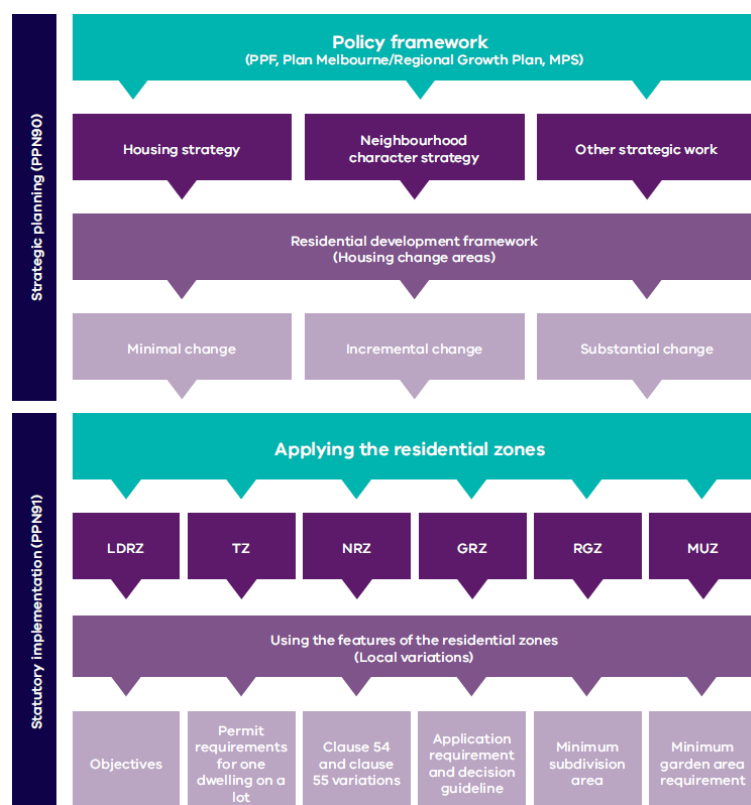 Strategic planning (PPN90)
Policy framework
(PPF, Plan Melbourne/Regional Growth Plan, MPS)
Housing strategy
Neighbourhood
character strategy
Other strategic work
Residential development framework
(Housing change areas)
Minimal change
Incremental change
Substantial change
Statutory implementation (PPN91)
Applying the residential zones
LDRZ
TZ
NRZ
GRZ
RGZ
MUZ
Using the features of the residential zones
(Local variations)
Objectives
Permit
requirements
for one
dwelling on a
lot
Clause 54
and clause
55 variations
Application
requirement
and decision
guideline
Minimum
subdivision
area
Minimum
garden area
requirement